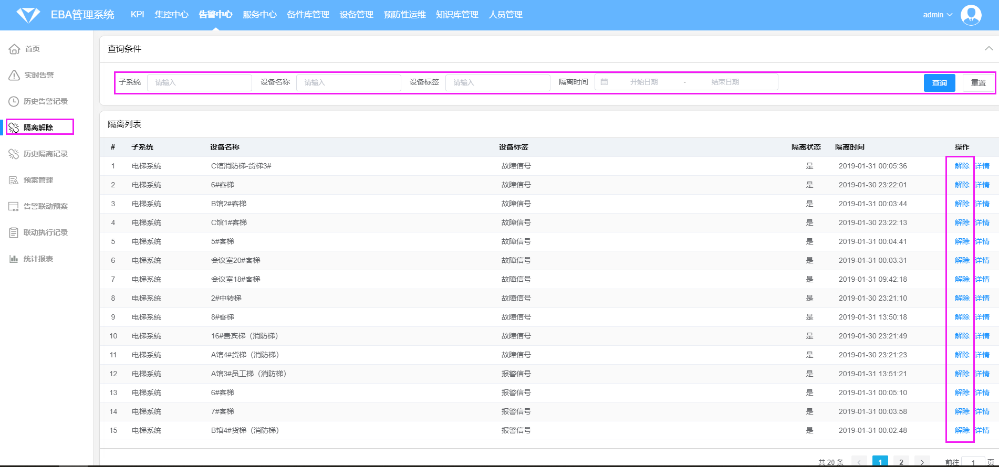 EBA管理系统 KPI 集控中心 告警中心 服务中心 备件库管理 设备管理 预防性运维 知识库管理 人员管理 admin
首页
实时告警
历史告警记录
隔离解除
历史隔离记录
预案管理
告警联动预案
联动执行记录
统计报表
查询条件
子系统 请输入 设备名称 请输入 设备标签 请输入 隔离时间 开始日期 - 结束日期 查询 重置
隔离列表
# 子系统 设备名称 设备标签 隔离状态 隔离时间 操作
1 电梯系统 C馆消防梯-货梯3# 故障信号 是 2019-01-31 00:05:36 解除 详情
2 电梯系统 6#客梯 故障信号 是 2019-01-30 23:22:01 解除 详情
3 电梯系统 B馆2#客梯 故障信号 是 2019-01-31 00:03:44 解除 详情
4 电梯系统 C馆1#客梯 故障信号 是 2019-01-30 23:22:13 解除 详情
5 电梯系统 5#客梯 故障信号 是 2019-01-31 00:04:41 解除 详情
6 电梯系统 会议室20#客梯 故障信号 是 2019-01-31 00:03:31 解除 详情
7 电梯系统 会议室18#客梯 故障信号 是 2019-01-31 09:42:18 解除 详情
8 电梯系统 2#中转梯 故障信号 是 2019-01-30 23:21:10 解除 详情
9 电梯系统 8#客梯 故障信号 是 2019-01-31 13:50:18 解除 详情
10 电梯系统 16#贵宾梯（消防梯） 故障信号 是 2019-01-30 23:21:49 解除 详情
11 电梯系统 A馆4#货梯（消防梯） 故障信号 是 2019-01-30 23:21:23 解除 详情
12 电梯系统 A馆3#员工梯（消防梯） 报警信号 是 2019-01-31 13:51:21 解除 详情
13 电梯系统 6#客梯 报警信号 是 2019-01-31 00:05:10 解除 详情
14 电梯系统 7#客梯 报警信号 是 2019-01-31 00:03:58 解除 详情
15 电梯系统 B馆4#货梯（消防梯） 报警信号 是 2019-01-31 00:02:48 解除 详情
共 20 条 < 1 2 > 前往 1 页